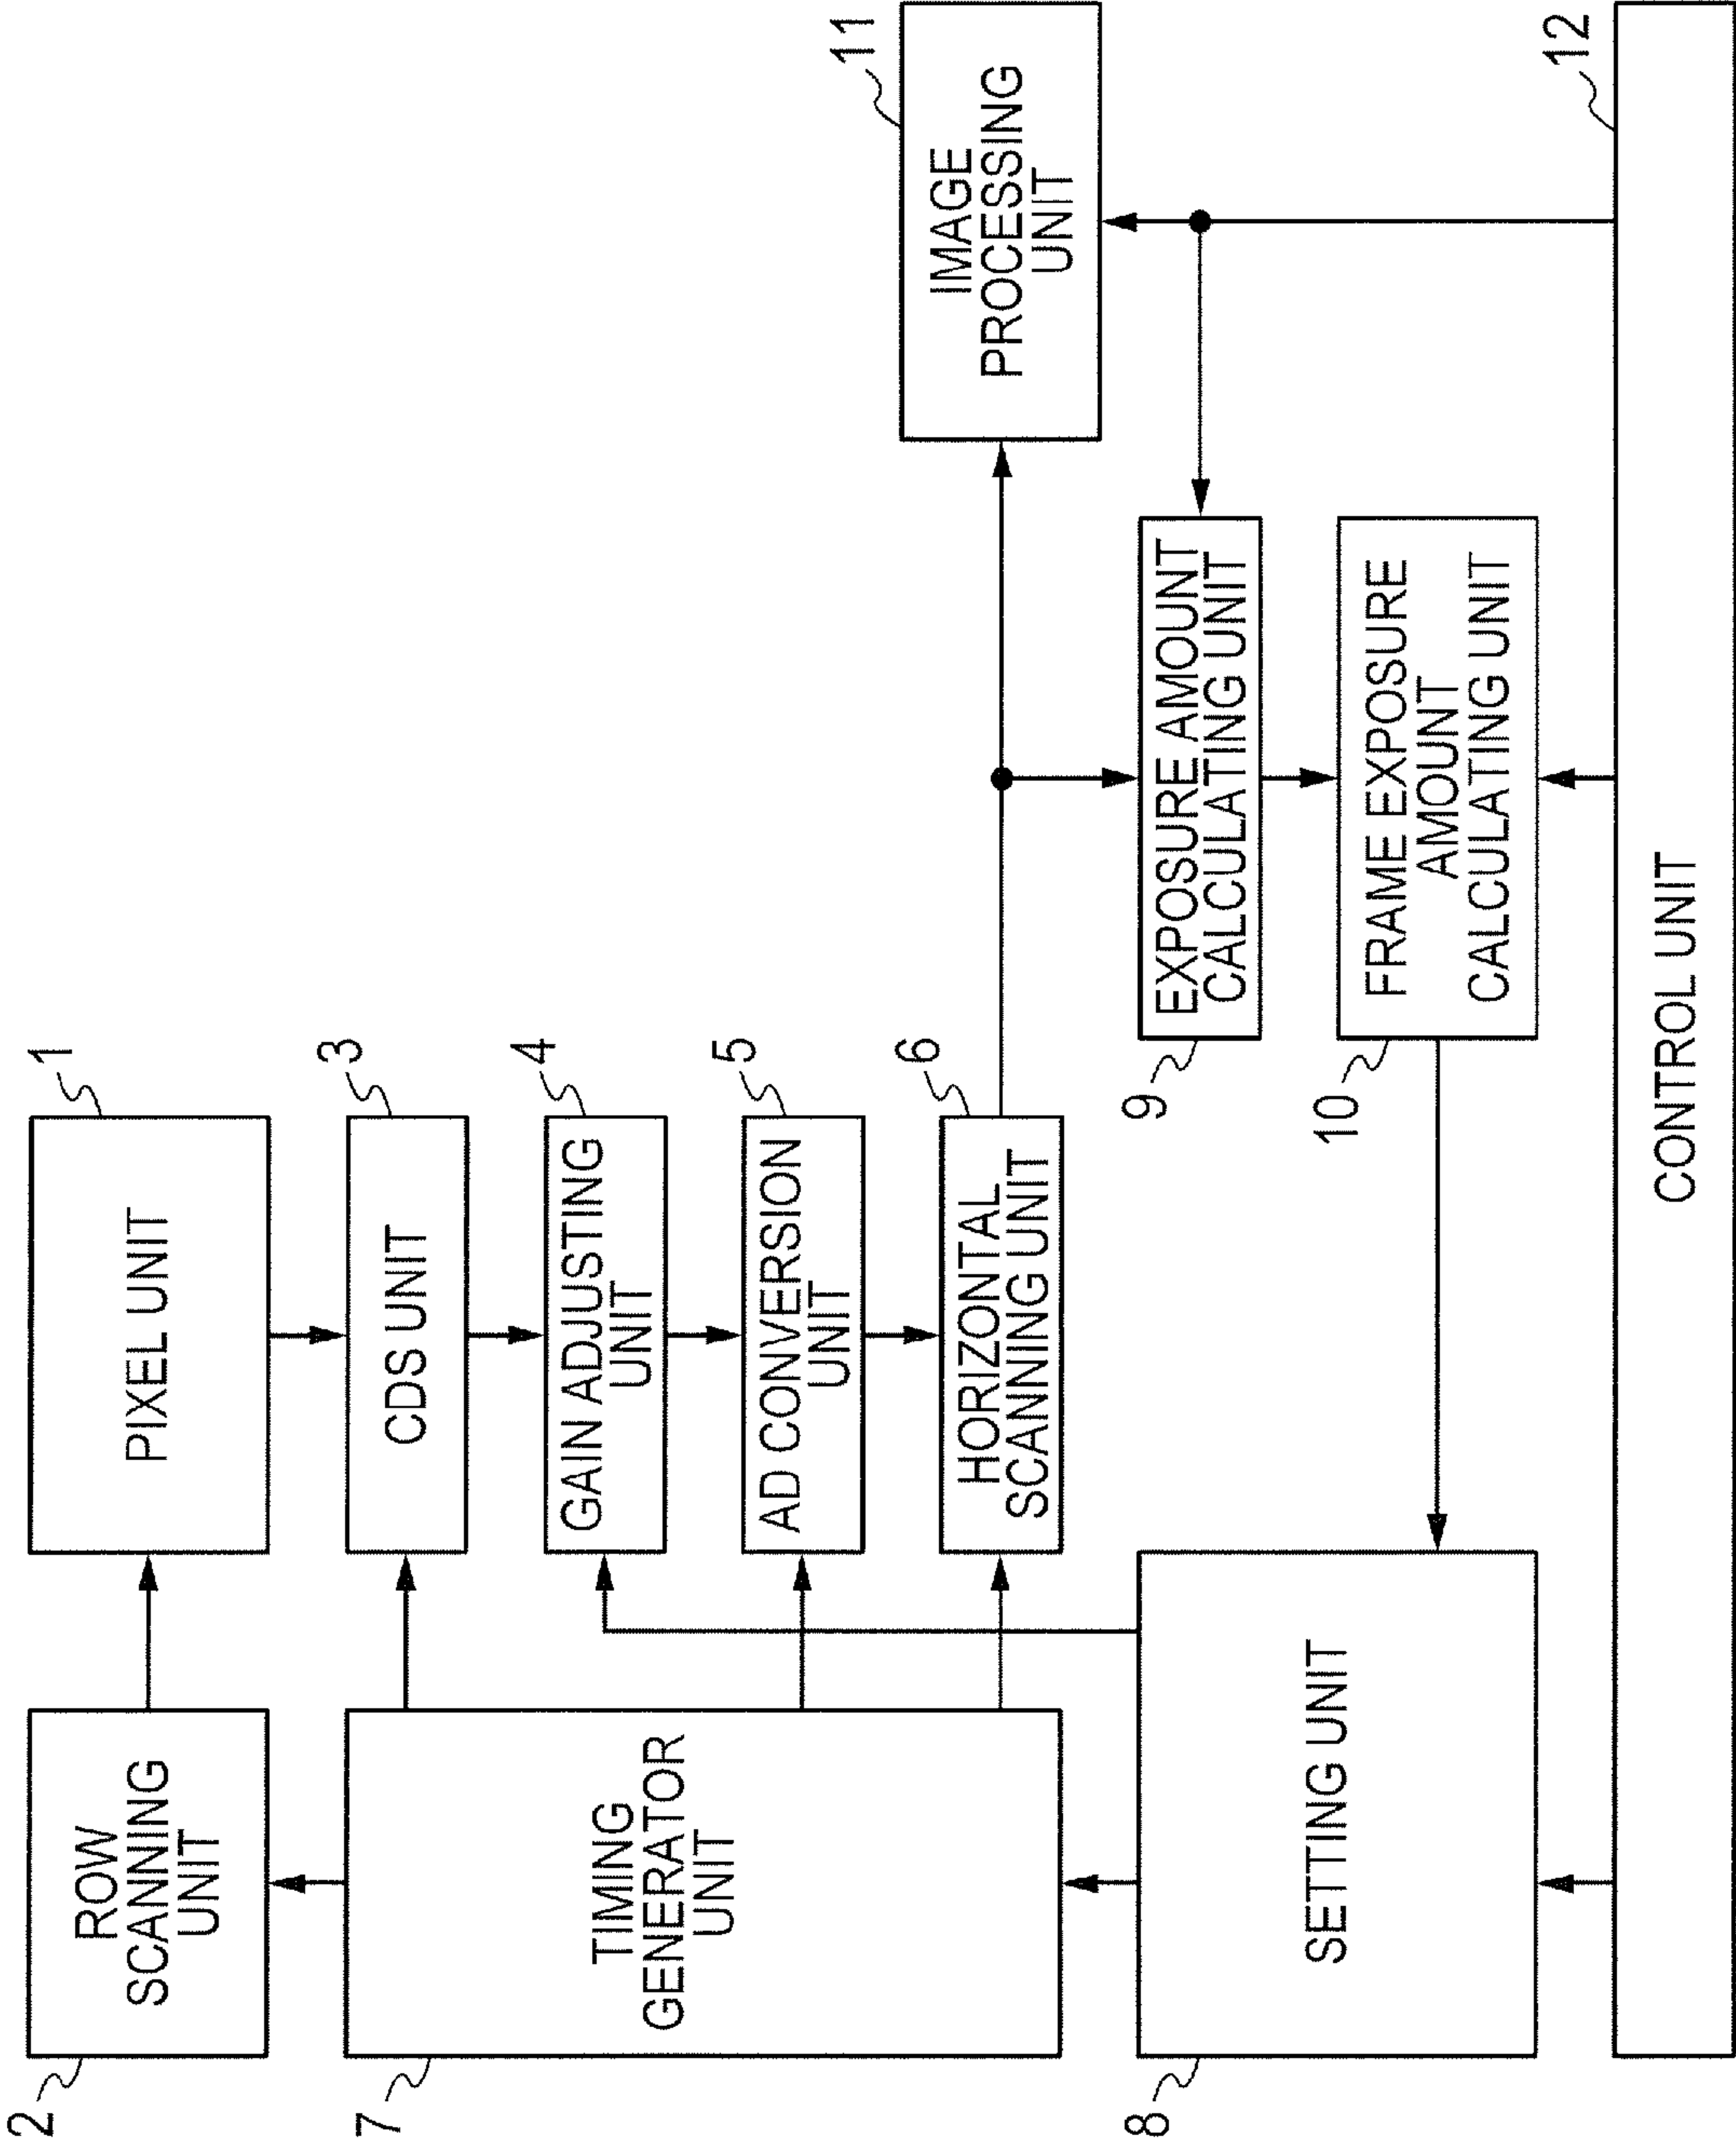 2
ROW
SCANNING
UNIT
1
PIXEL UNIT
7
TIMING
GENERATOR
UNIT
3
CDS UNIT
4
GAIN ADJUSTING
UNIT
5
AD CONVERSION
UNIT
6
HORIZONTAL
SCANNING UNIT
11
IMAGE
PROCESSING
UNIT
8
SETTING UNIT
9
EXPOSURE AMOUNT
CALCULATING UNIT
10
FRAME EXPOSURE
AMOUNT
CALCULATING UNIT
12
CONTROL UNIT